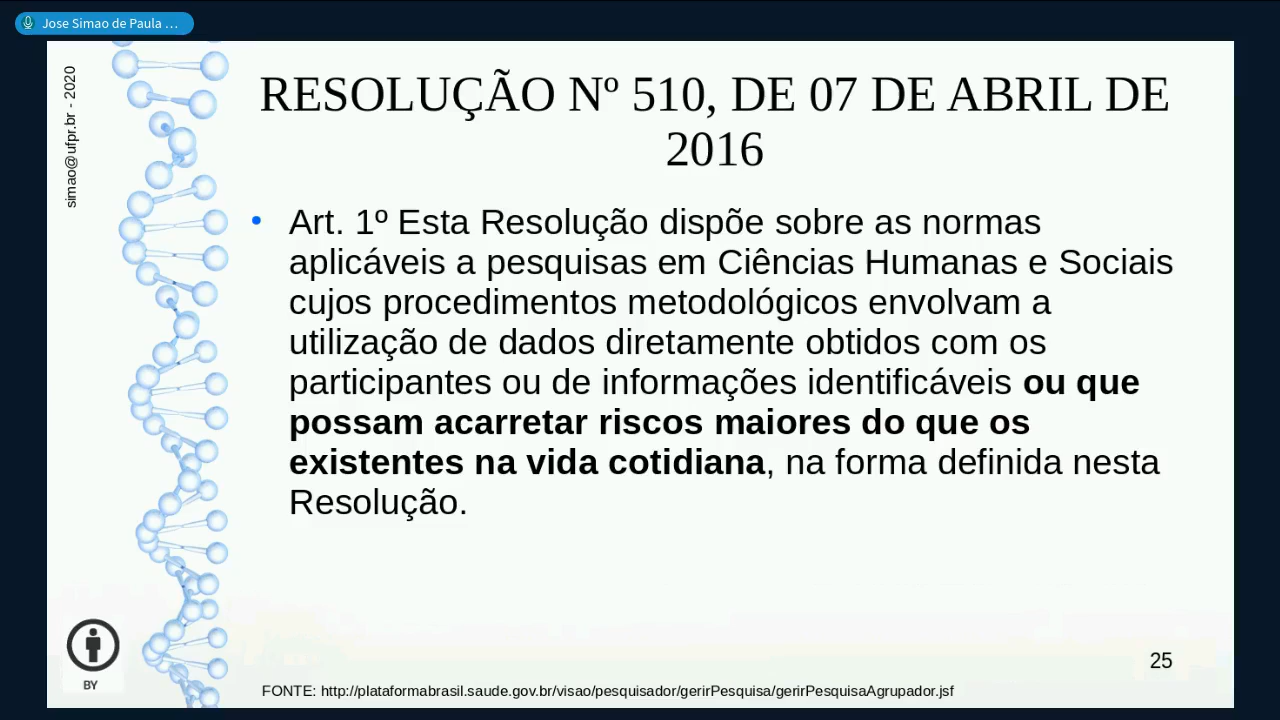 Jose Simao de Paula ...
simao@ufpr.br - 2020
RESOLUÇÃO Nº 510, DE 07 DE ABRIL DE
2016
• Art. 1º Esta Resolução dispõe sobre as normas
aplicáveis a pesquisas em Ciências Humanas e Sociais
cujos procedimentos metodológicos envolvam a
utilização de dados diretamente obtidos com os
participantes ou de informações identificáveis ou que
possam acarretar riscos maiores do que os
existentes na vida cotidiana, na forma definida nesta
Resolução.
BY
25
FONTE: http://plataformabrasil.saude.gov.br/visao/pesquisador/gerirPesquisa/gerirPesquisaAgrupador.jsf